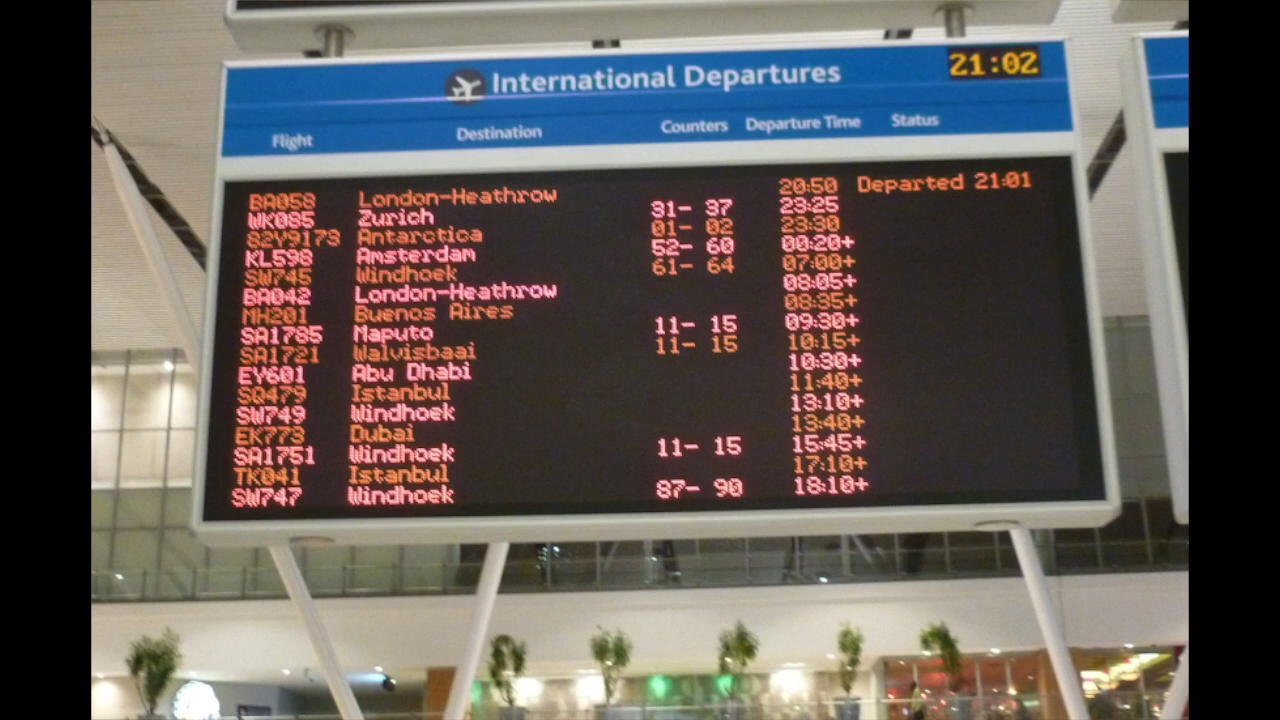 21:02
International Departures
Flight Destination Counters Departure Time Status
BA058 London-Heathrow 20:50 Departed 21:01
WK085 Zurich 31- 37 23:25
82Y9173 Antarctica 01- 02 23:30
KL598 Amsterdam 52- 60 00:20+
SW745 Windhoek 61- 64 07:00+
BA042 London-Heathrow 08:05+
MH201 Buenos Aires 08:35+
SA1785 Maputo 11- 15 09:30+
SA1721 Walvisbaai 11- 15 10:15+
EY601 Abu Dhabi 10:30+
SQ479 Istanbul 11:40+
SW749 Windhoek 13:10+
EK773 Dubai 13:40+
SA1751 Windhoek 11- 15 15:45+
TK041 Istanbul 17:10+
SW747 Windhoek 87- 90 18:10+